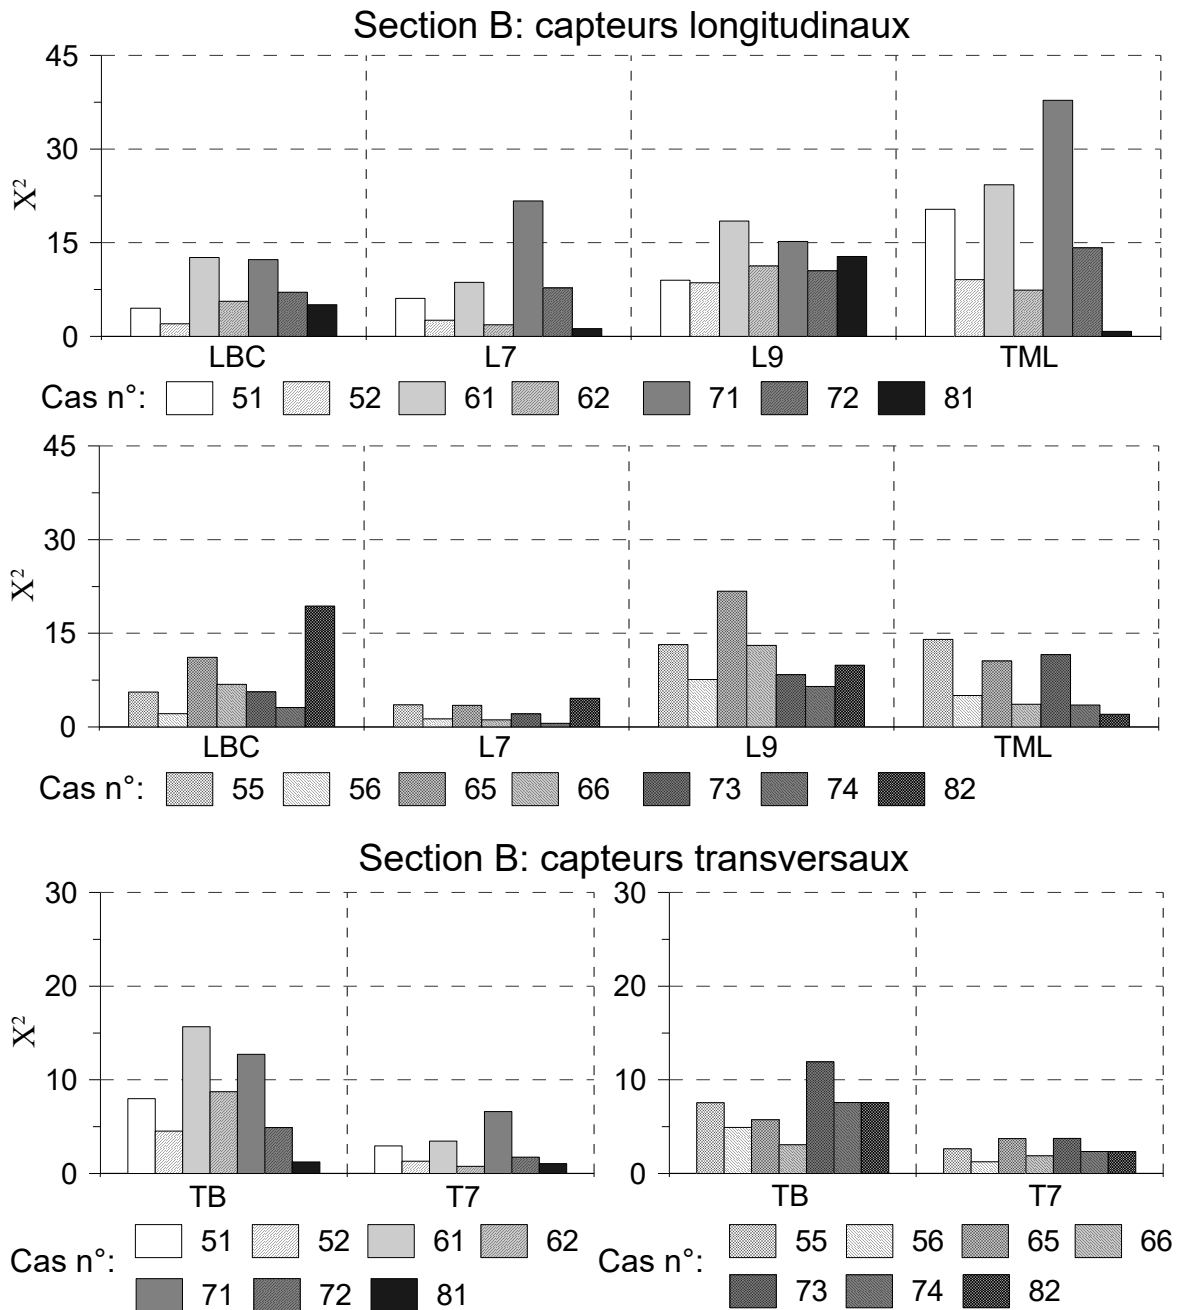 Section B: capteurs longitudinaux
45
30
15
0
X²
LBC L7 L9 TML
Cas n°: 51 52 61 62 71 72 81
45
30
15
0
X²
LBC L7 L9 TML
Cas n°: 55 56 65 66 73 74 82
Section B: capteurs transversaux
30
20
10
0
X²
TB T7
Cas n°: 51 52 61 62
71 72 81
30
20
10
0
TB T7
Cas n°: 55 56 65 66
73 74 82